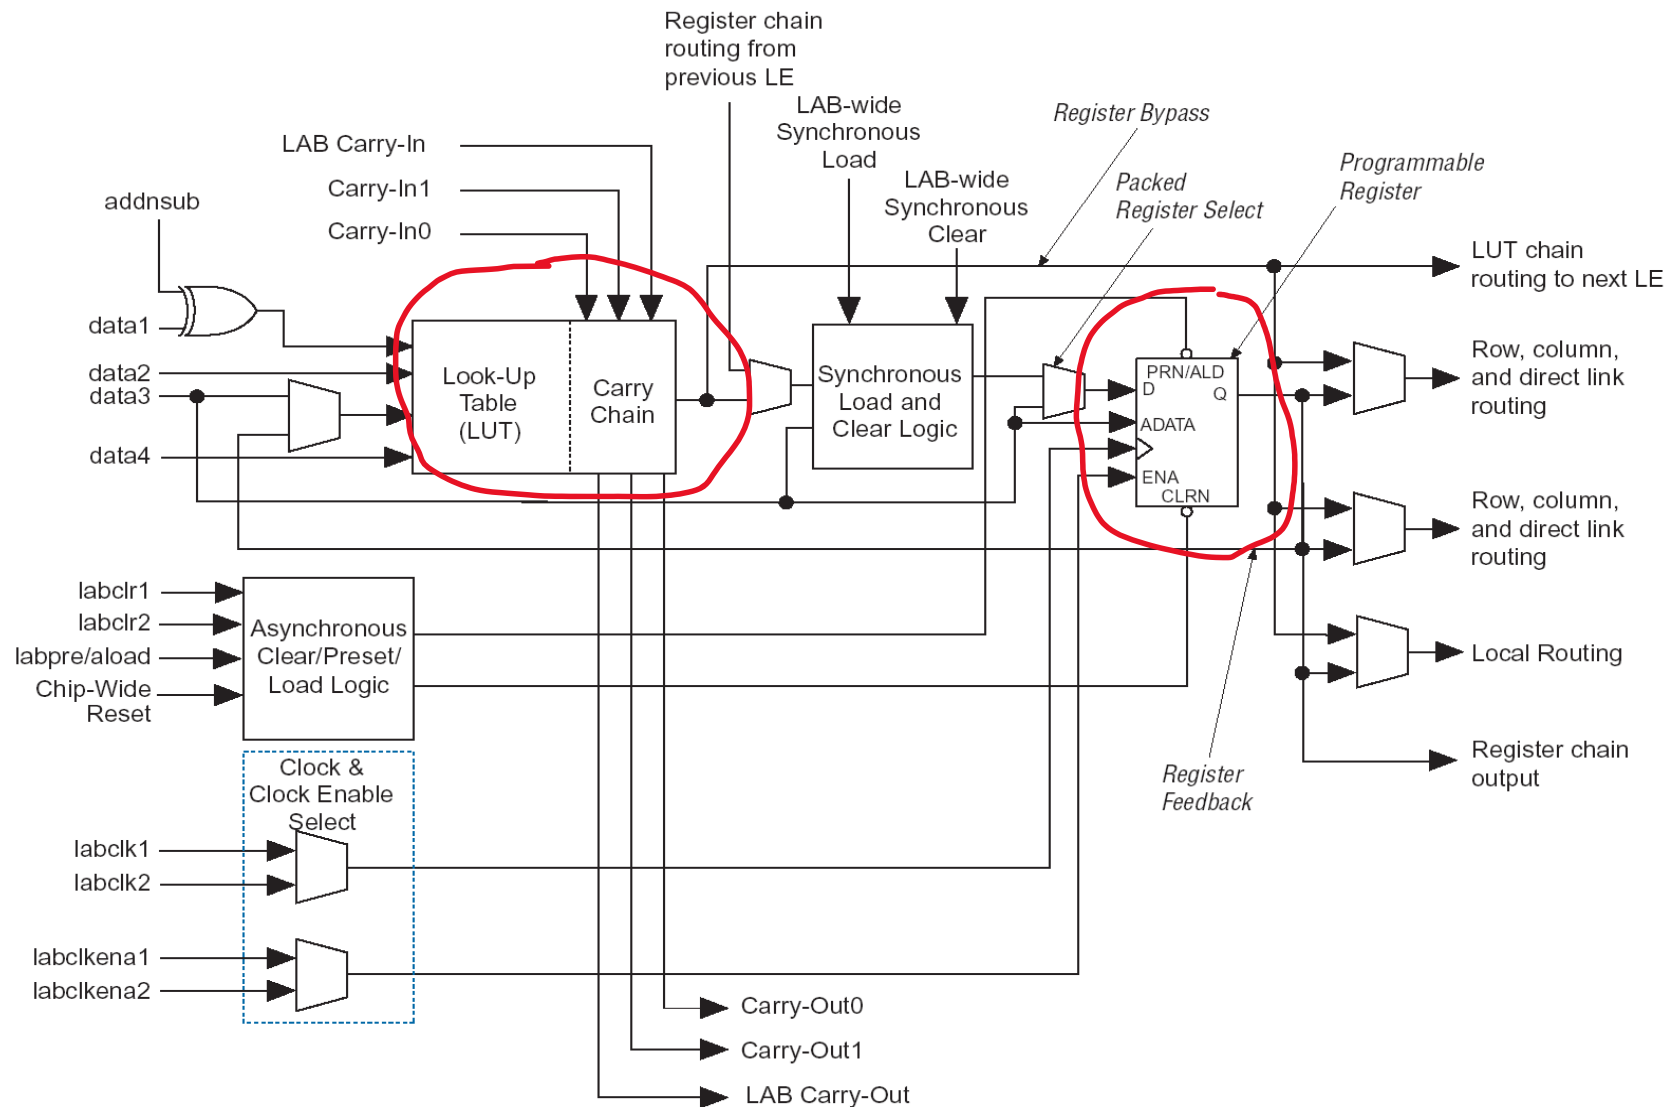 Register chain
routing from
previous LE
LAB-wide
Synchronous
Load
LAB-wide
Synchronous
Clear
Register Bypass
Packed
Register Select
Programmable
Register
LAB Carry-In
Carry-In1
Carry-In0
addnsub
data1
data2
data3
data4
Look-Up
Table
(LUT)
Carry
Chain
Synchronous
Load and
Clear Logic
PRN/ALD
D
Q
ADATA
ENA
CLRN
LUT chain
routing to next LE
Row, column,
and direct link
routing
Row, column,
and direct link
routing
Local Routing
Register chain
output
Register
Feedback
labclr1
labclr2
labpre/aload
Chip-Wide
Reset
Asynchronous
Clear/Preset/
Load Logic
Clock &
Clock Enable
Select
labclk1
labclk2
labclkena1
labclkena2
Carry-Out0
Carry-Out1
LAB Carry-Out